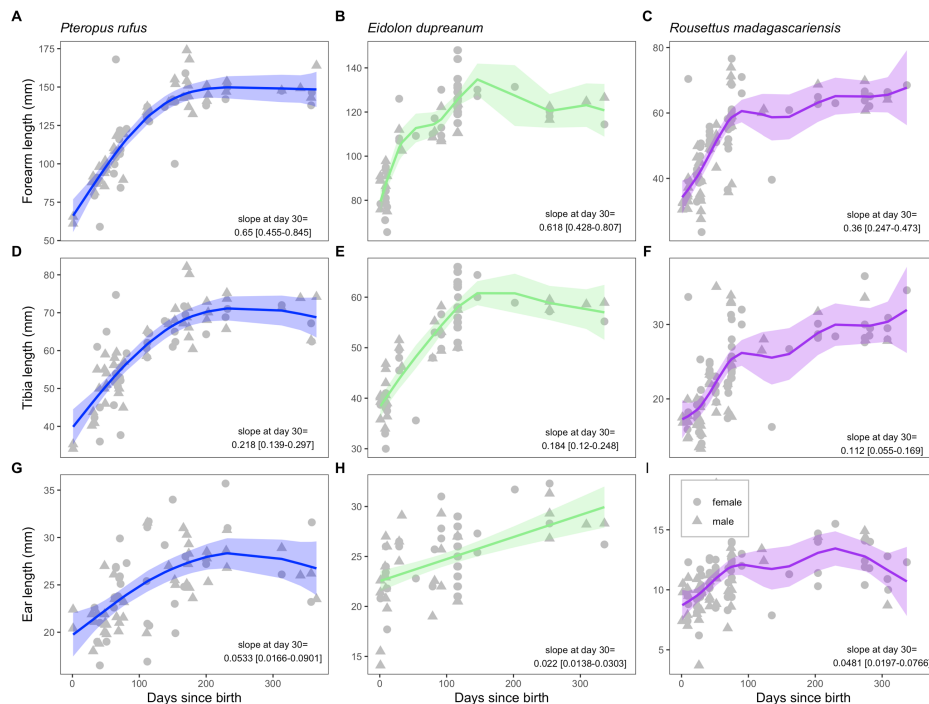 A
Pteropus rufus
B
Eidolon dupreanum
C
Rousettus madagascariensis
Forearm length (mm)
175
150
125
100
75
50
slope at day 30=
0.65 [0.455-0.845]
140
120
100
80
slope at day 30=
0.618 [0.428-0.807]
80
60
40
slope at day 30=
0.36 [0.247-0.473]
D
E
F
Tibia length (mm)
80
70
60
50
40
slope at day 30=
0.218 [0.139-0.297]
60
50
40
30
slope at day 30=
0.184 [0.12-0.248]
30
20
slope at day 30=
0.112 [0.055-0.169]
G
H
I
Ear length (mm)
35
30
25
20
slope at day 30=
0.0533 [0.0166-0.0901]
30
25
20
15
slope at day 30=
0.022 [0.0138-0.0303]
female
male
15
10
5
slope at day 30=
0.0481 [0.0197-0.0766]
0
100
200
300
Days since birth
0
100
200
300
Days since birth
0
100
200
300
Days since birth